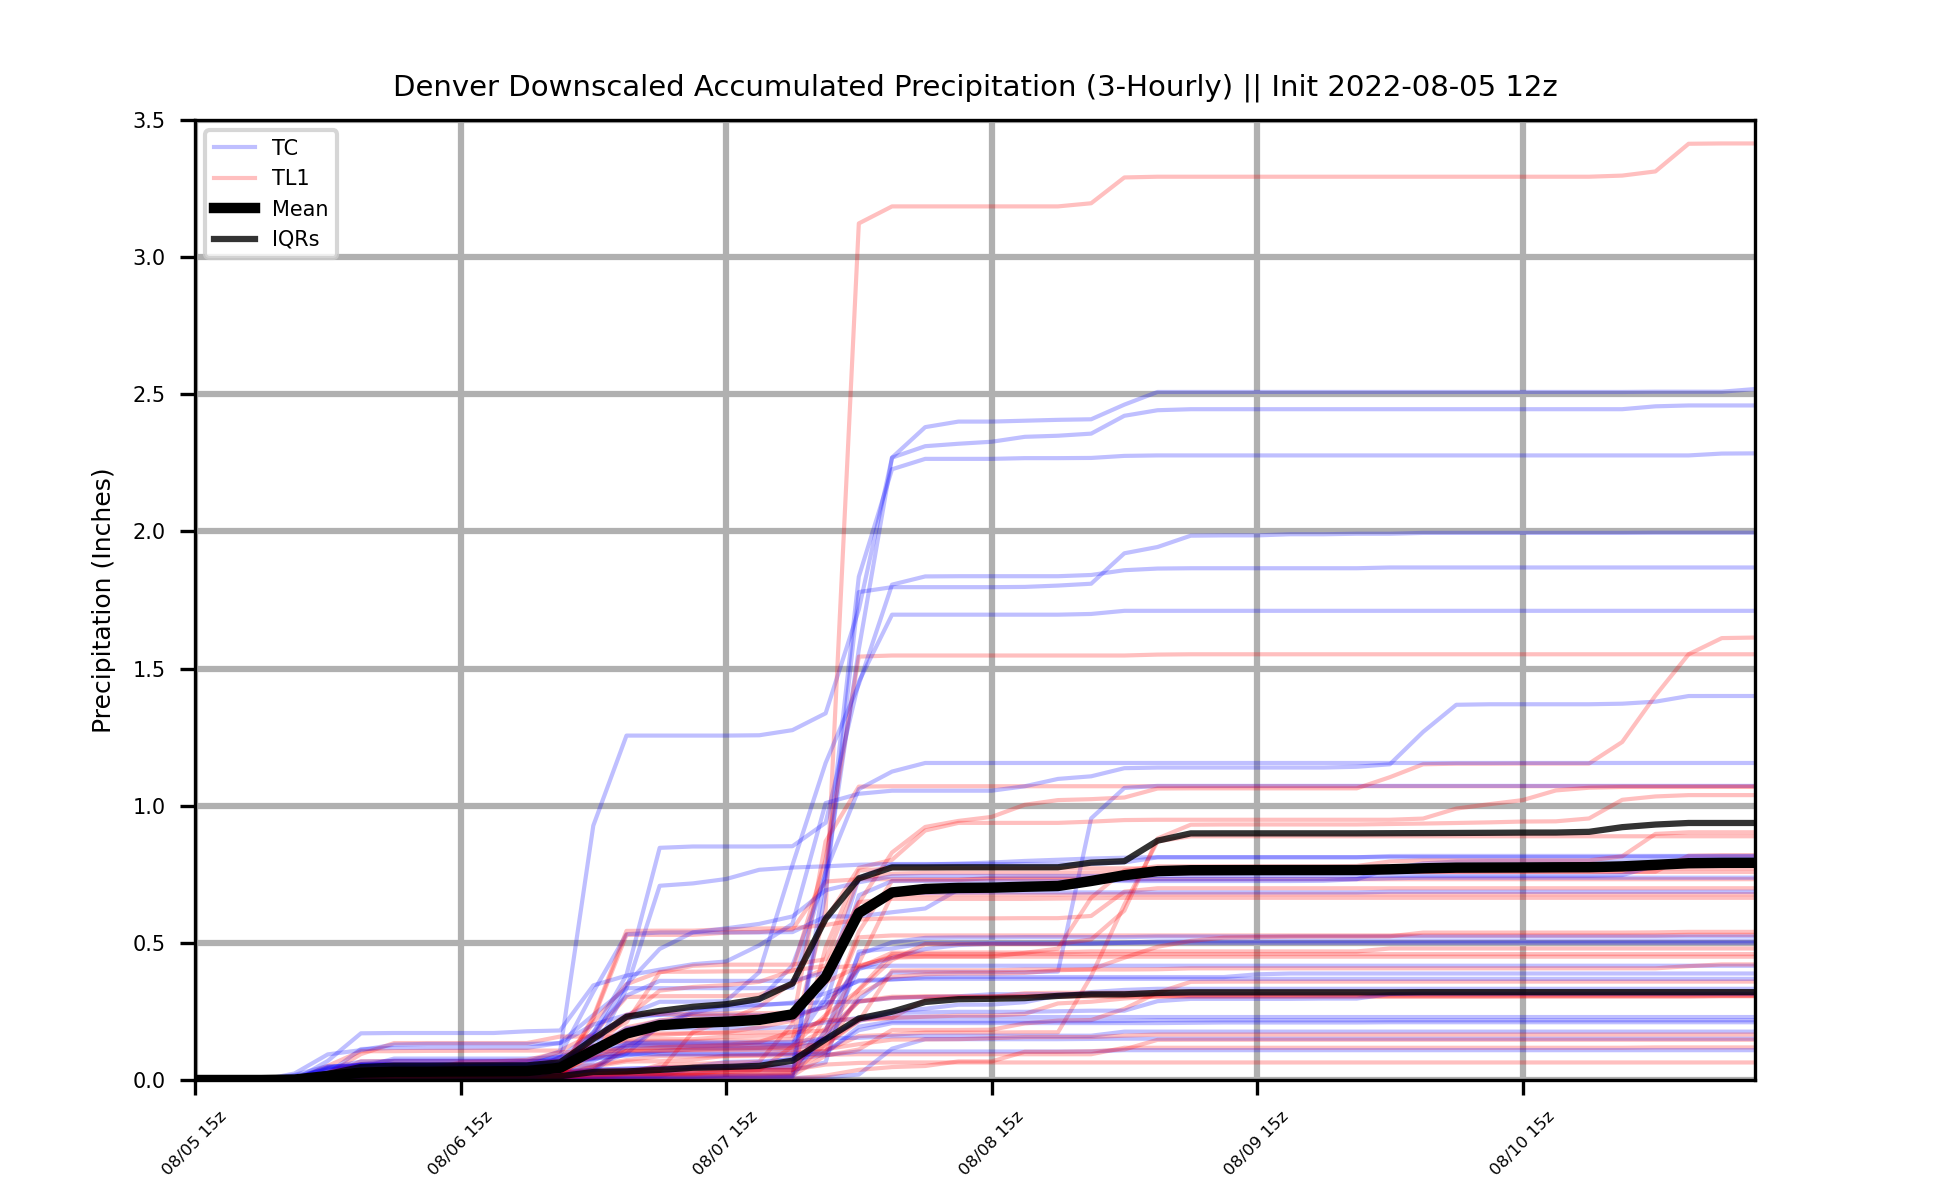 Denver Downscaled Accumulated Precipitation (3-Hourly) || Init 2022-08-05 12z
3.5
3.0
2.5
2.0
1.5
1.0
0.5
0.0
Precipitation (Inches)
TC
TL1
Mean
IQRs
08/05 15z
08/06 15z
08/07 15z
08/08 15z
08/09 15z
08/10 15z